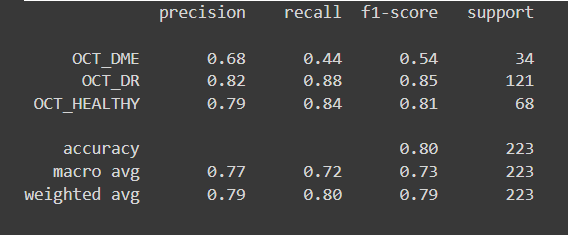 precision recall f1-score support
OCT_DME 0.68 0.44 0.54 34
OCT_DR 0.82 0.88 0.85 121
OCT_HEALTHY 0.79 0.84 0.81 68
accuracy 0.80 223
macro avg 0.77 0.72 0.73 223
weighted avg 0.79 0.80 0.79 223